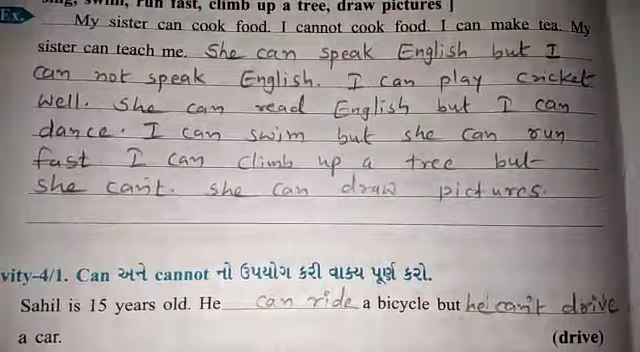 sing, swim, run fast, climb up a tree, draw pictures ]
Ex. My sister can cook food. I cannot cook food. I can make tea. My
sister can teach me. She can speak English but I
can not speak English. I can play cricket
well. She can read English but I can
dance. I can swim but she can run
fast I can climb up a tree but
she can't. she can draw pictures.
vity-4/1. Can અને cannot નો ઉપયોગ કરી વાક્ય પૂર્ણ કરો.
Sahil is 15 years old. He can ride a bicycle but he can't drive
a car. (drive)